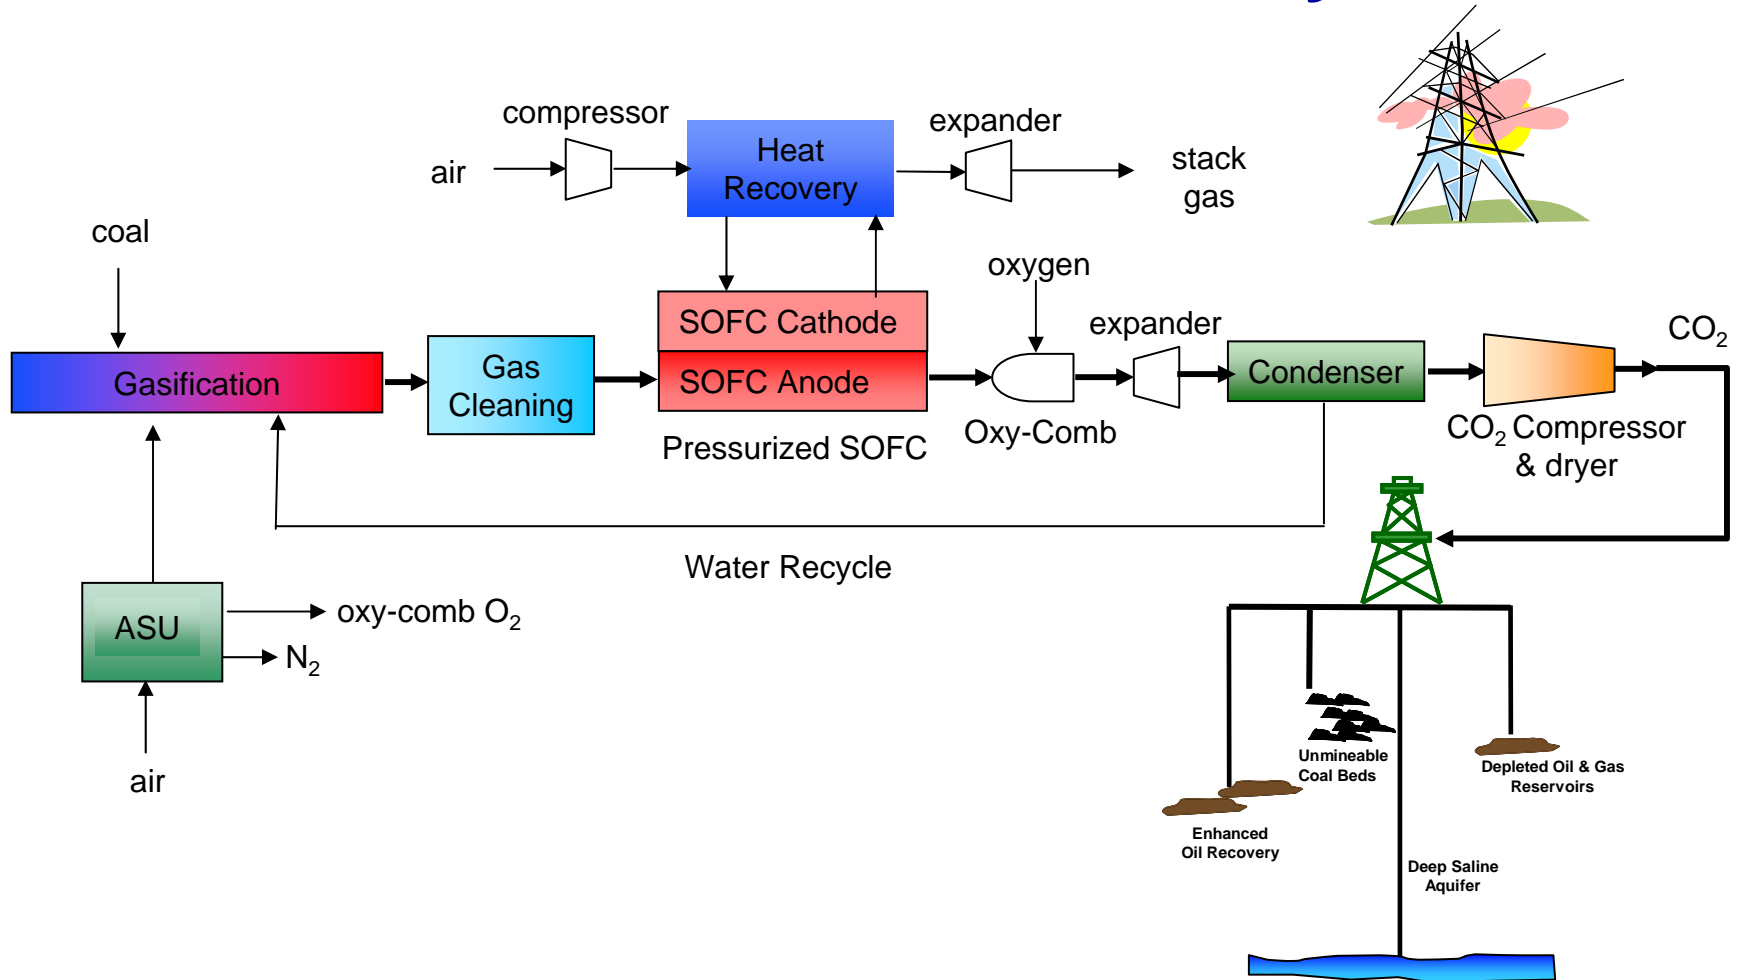 compressor
expander
air
Heat
Recovery
stack
gas
coal
oxygen
SOFC Cathode
expander
CO₂
Gasification
Gas
Cleaning
SOFC Anode
Condenser
Pressurized SOFC
Oxy-Comb
CO₂ Compressor
& dryer
Water Recycle
ASU
oxy-comb O₂
N₂
air
Unmineable
Coal Beds
Depleted Oil & Gas
Reservoirs
Enhanced
Oil Recovery
Deep Saline
Aquifer